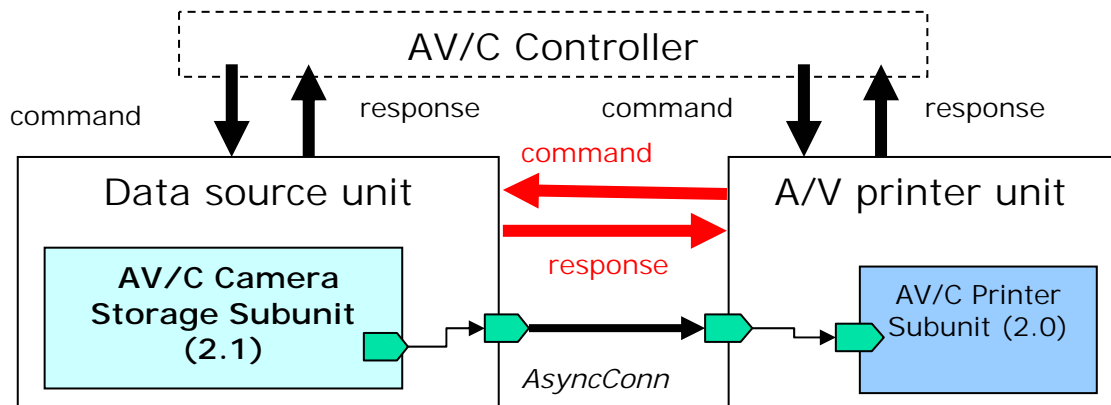 AV/C Controller
command
response
command
response
command
Data source unit
A/V printer unit
response
AV/C Camera
Storage Subunit
(2.1)
AV/C Printer
Subunit (2.0)
AsyncConn